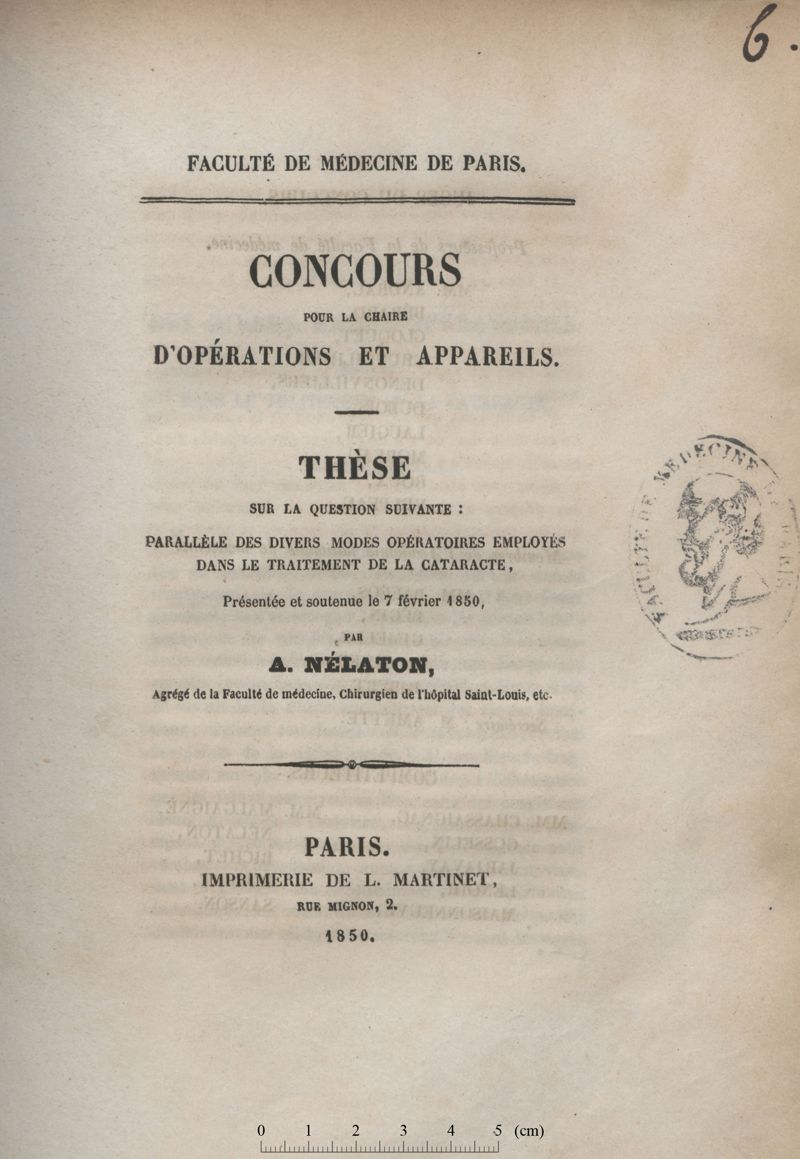 6.
FACULTÉ DE MÉDECINE DE PARIS.
CONCOURS
POUR LA CHAIRE
D'OPÉRATIONS ET APPAREILS.
THÈSE
SUR LA QUESTION SUIVANTE :
PARALLÈLE DES DIVERS MODES OPÉRATOIRES EMPLOYÉS
DANS LE TRAITEMENT DE LA CATARACTE,
Présentée et soutenue le 7 février 1850,
PAR
A. NÉLATON,
Agrégé de la Faculté de médecine, Chirurgien de l'hôpital Saint-Louis, etc.
FACULTE DE MEDECINE
PARIS.
IMPRIMERIE DE L. MARTINET,
RUE MIGNON, 2.
1850.
0 1 2 3 4 5 (cm)